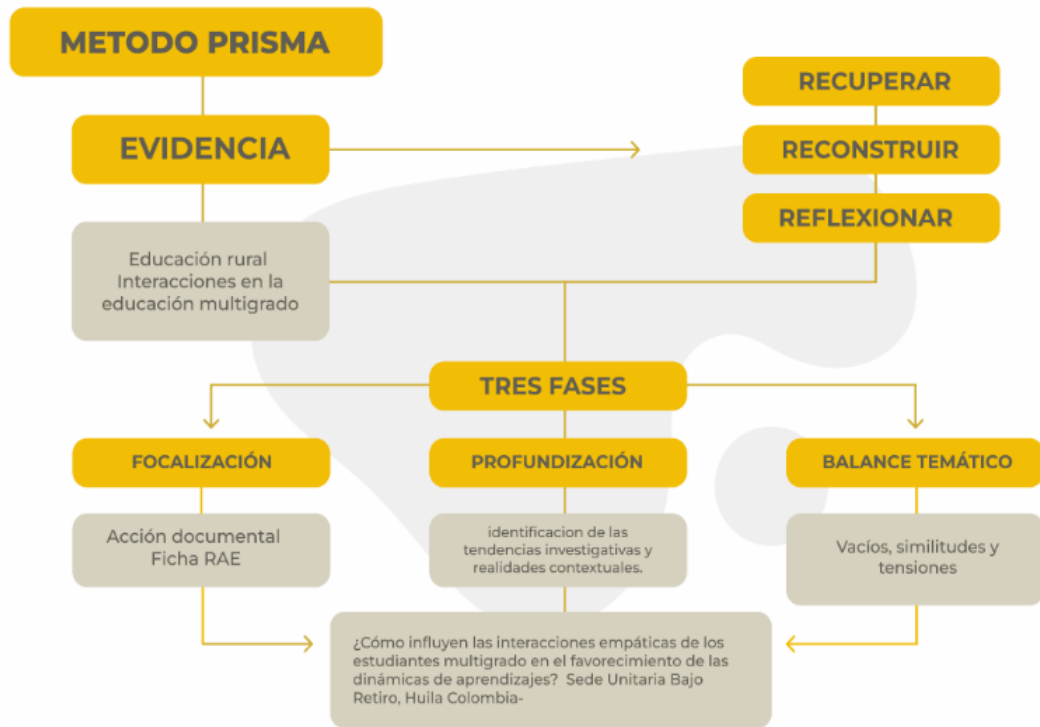 METODO PRISMA
EVIDENCIA
RECUPERAR
RECONSTRUIR
REFLEXIONAR
Educación rural
Interacciones en la
educación multigrado
TRES FASES
FOCALIZACIÓN
PROFUNDIZACIÓN
BALANCE TEMÁTICO
Acción documental
Ficha RAE
identificacion de las
tendencias investigativas y
realidades contextuales.
Vacíos, similitudes y
tensiones
¿Cómo influyen las interacciones empáticas de los
estudiantes multigrado en el favorecimiento de las
dinámicas de aprendizajes? Sede Unitaria Bajo
Retiro, Huila Colombia-